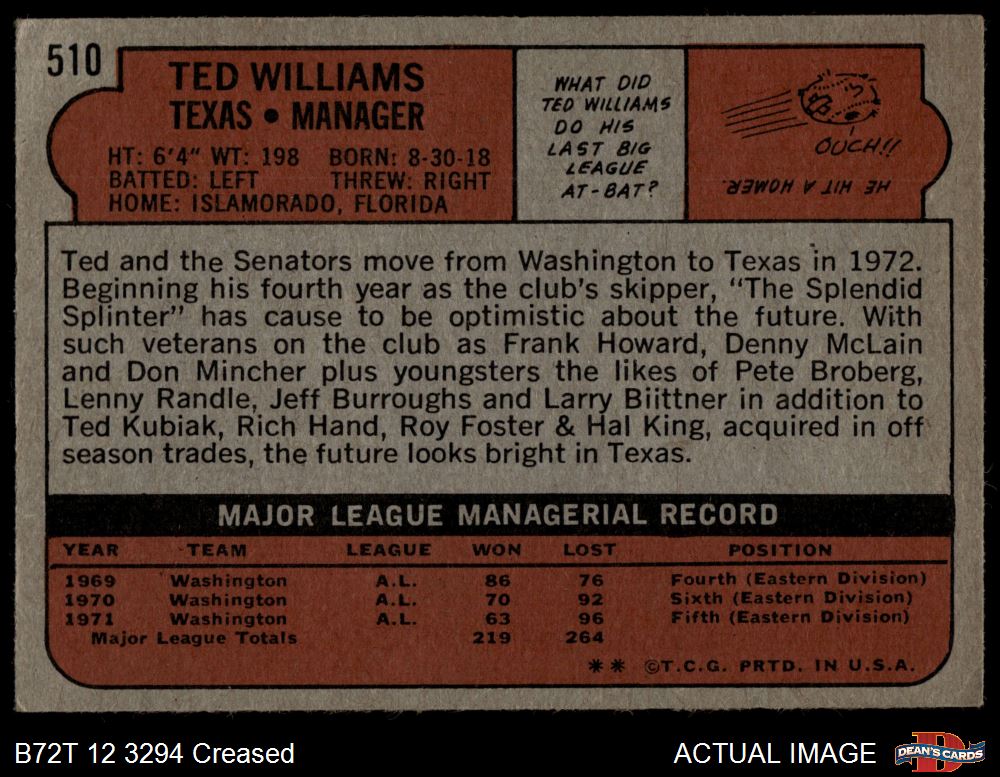 510
TED WILLIAMS
TEXAS • MANAGER
HT: 6'4" WT: 198 BORN: 8-30-18
BATTED: LEFT THREW: RIGHT
HOME: ISLAMORADO, FLORIDA
WHAT DID
TED WILLIAMS
DO HIS
LAST BIG
LEAGUE
AT-BAT?
OUCH!!
HE HIT A HOMER.
Ted and the Senators move from Washington to Texas in 1972.
Beginning his fourth year as the club's skipper, "The Splendid
Splinter" has cause to be optimistic about the future. With
such veterans on the club as Frank Howard, Denny McLain
and Don Mincher plus youngsters the likes of Pete Broberg,
Lenny Randle, Jeff Burroughs and Larry Biittner in addition to
Ted Kubiak, Rich Hand, Roy Foster & Hal King, acquired in off
season trades, the future looks bright in Texas.
MAJOR LEAGUE MANAGERIAL RECORD
YEAR TEAM LEAGUE WON LOST POSITION
1969 Washington A.L. 86 76 Fourth (Eastern Division)
1970 Washington A.L. 70 92 Sixth (Eastern Division)
1971 Washington A.L. 63 96 Fifth (Eastern Division)
Major League Totals 219 264
** ©T.C.G. PRTD. IN U.S.A.
B72T 12 3294 Creased
ACTUAL IMAGE
DEAN'S CARDS